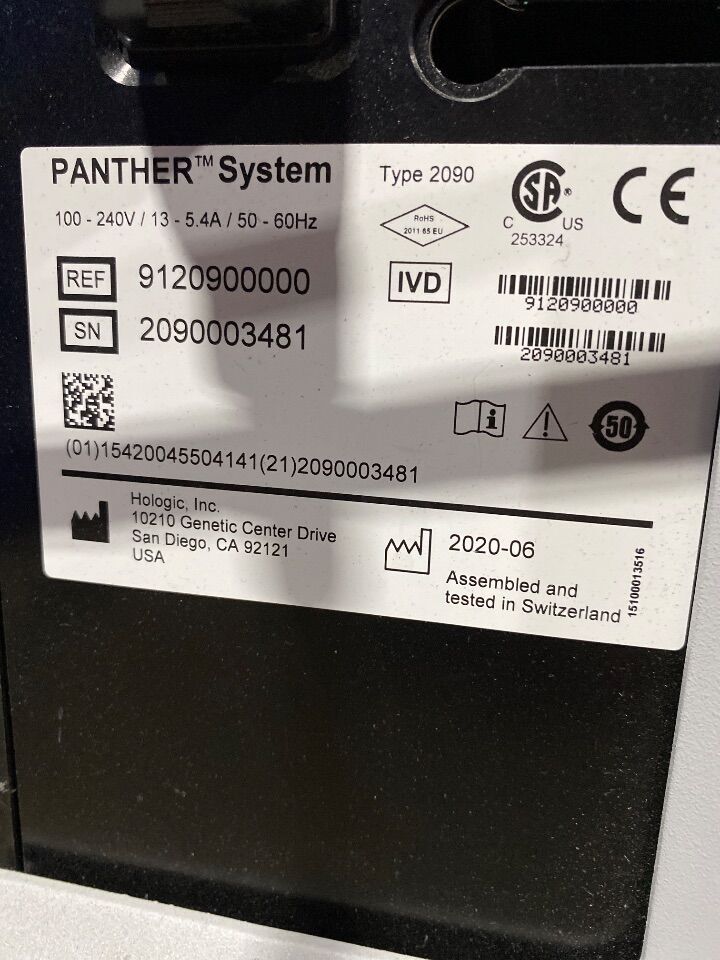 PANTHER™ System
Type 2090
100 - 240V / 13 - 5.4A / 50 - 60Hz
RoHS
2011 65 EU
SA®
C US
253324
CE
REF 9120900000
IVD
9120900000
SN 2090003481
2090003481
50
(01)15420045504141(21)2090003481
Hologic, Inc.
10210 Genetic Center Drive
San Diego, CA 92121
USA
2020-06
Assembled and
tested in Switzerland
15100013516